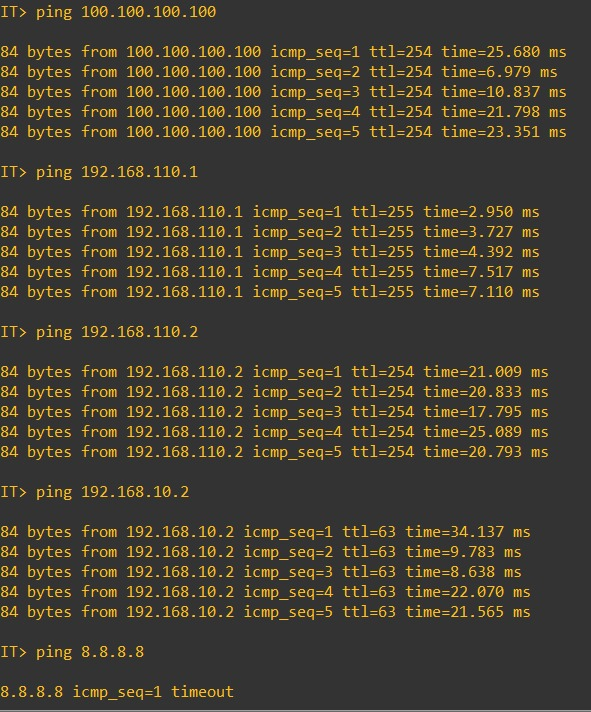 IT> ping 100.100.100.100
84 bytes from 100.100.100.100 icmp_seq=1 ttl=254 time=25.680 ms
84 bytes from 100.100.100.100 icmp_seq=2 ttl=254 time=6.979 ms
84 bytes from 100.100.100.100 icmp_seq=3 ttl=254 time=10.837 ms
84 bytes from 100.100.100.100 icmp_seq=4 ttl=254 time=21.798 ms
84 bytes from 100.100.100.100 icmp_seq=5 ttl=254 time=23.351 ms
IT> ping 192.168.110.1
84 bytes from 192.168.110.1 icmp_seq=1 ttl=255 time=2.950 ms
84 bytes from 192.168.110.1 icmp_seq=2 ttl=255 time=3.727 ms
84 bytes from 192.168.110.1 icmp_seq=3 ttl=255 time=4.392 ms
84 bytes from 192.168.110.1 icmp_seq=4 ttl=255 time=7.517 ms
84 bytes from 192.168.110.1 icmp_seq=5 ttl=255 time=7.110 ms
IT> ping 192.168.110.2
84 bytes from 192.168.110.2 icmp_seq=1 ttl=254 time=21.009 ms
84 bytes from 192.168.110.2 icmp_seq=2 ttl=254 time=20.833 ms
84 bytes from 192.168.110.2 icmp_seq=3 ttl=254 time=17.795 ms
84 bytes from 192.168.110.2 icmp_seq=4 ttl=254 time=25.089 ms
84 bytes from 192.168.110.2 icmp_seq=5 ttl=254 time=20.793 ms
IT> ping 192.168.10.2
84 bytes from 192.168.10.2 icmp_seq=1 ttl=63 time=34.137 ms
84 bytes from 192.168.10.2 icmp_seq=2 ttl=63 time=9.783 ms
84 bytes from 192.168.10.2 icmp_seq=3 ttl=63 time=8.638 ms
84 bytes from 192.168.10.2 icmp_seq=4 ttl=63 time=22.070 ms
84 bytes from 192.168.10.2 icmp_seq=5 ttl=63 time=21.565 ms
IT> ping 8.8.8.8
8.8.8.8 icmp_seq=1 timeout